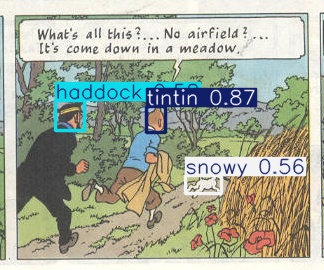 What's all this?... No airfield?...
It's come down in a meadow.
haddock
tintin 0.87
snowy 0.56